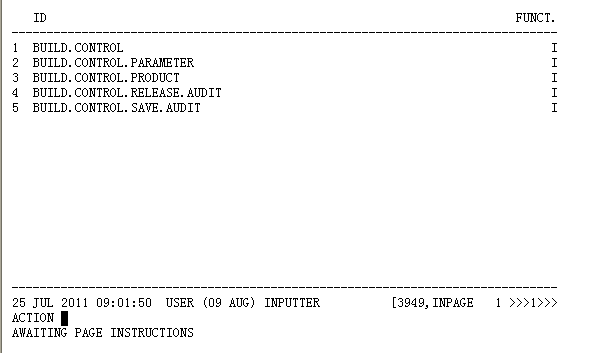 ID FUNCT.
1 BUILD.CONTROL I
2 BUILD.CONTROL.PARAMETER I
3 BUILD.CONTROL.PRODUCT I
4 BUILD.CONTROL.RELEASE.AUDIT I
5 BUILD.CONTROL.SAVE.AUDIT I
25 JUL 2011 09:01:50 USER (09 AUG) INPUTTER [3949,INPAGE 1 >>>1>>>
ACTION
AWAITING PAGE INSTRUCTIONS